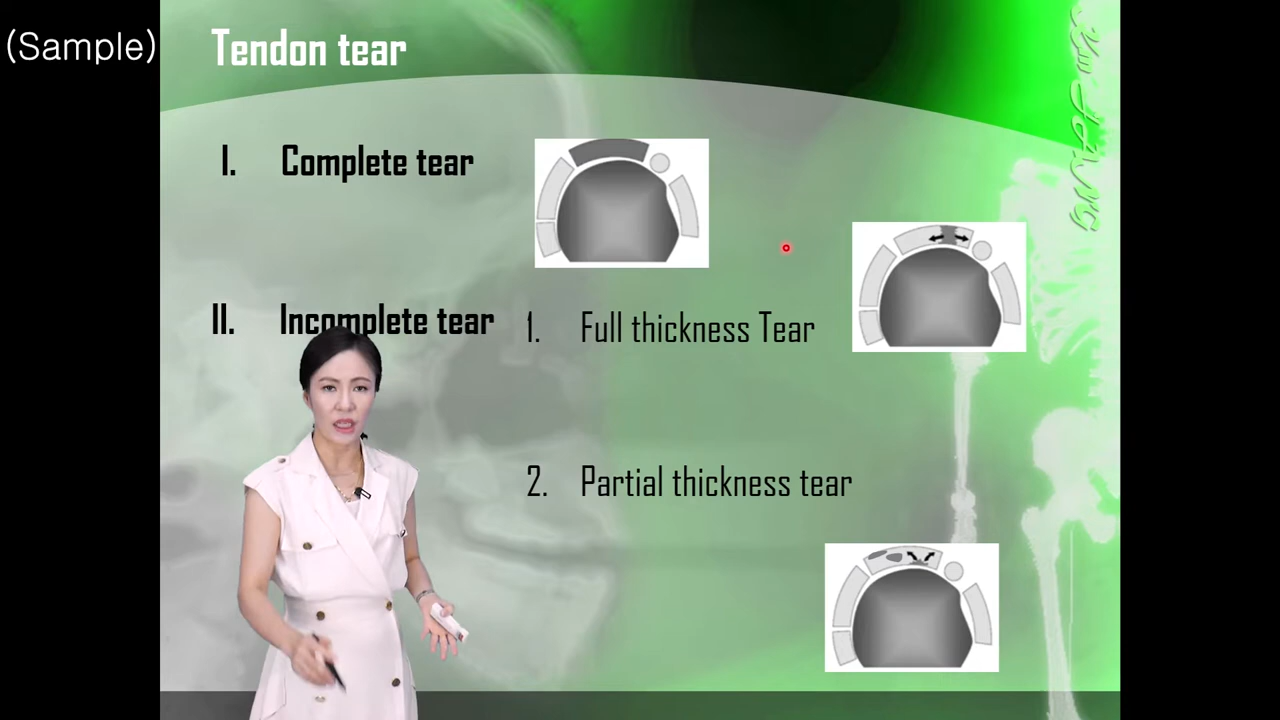 (Sample)
Tendon tear
I. Complete tear
II. Incomplete tear
1. Full thickness Tear
2. Partial thickness tear